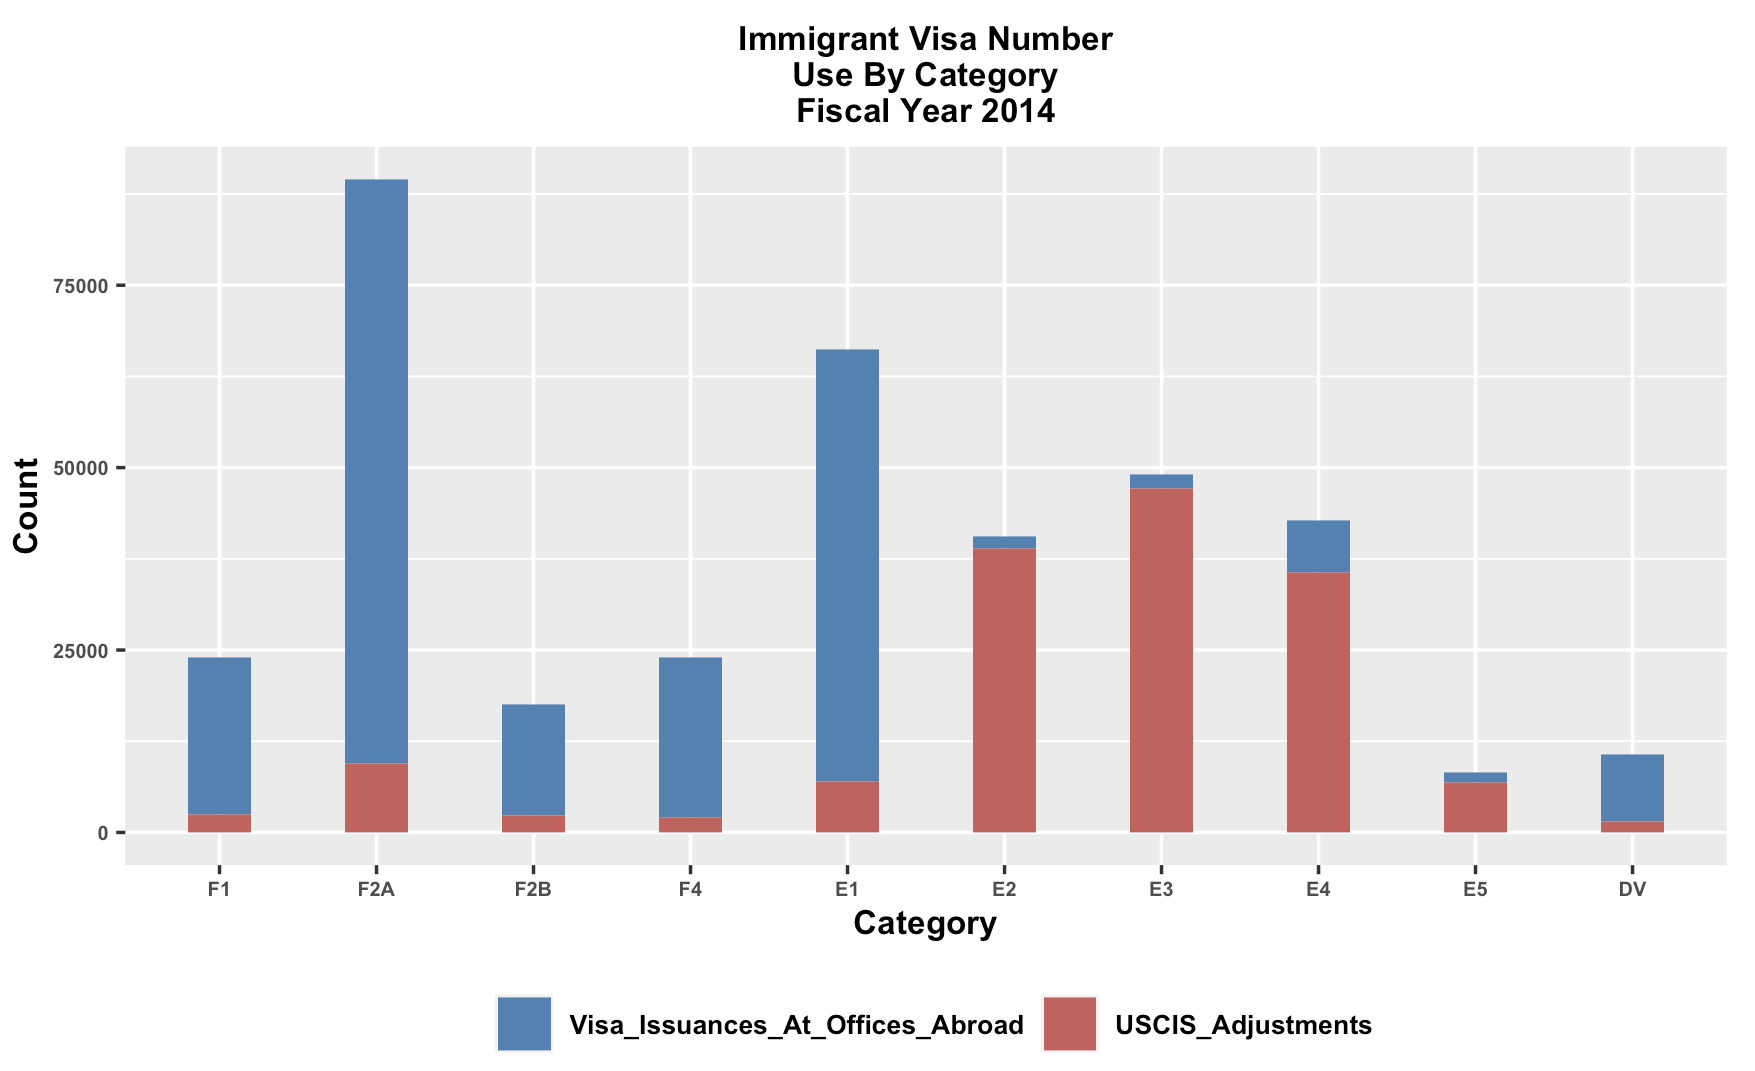 Immigrant Visa Number
Use By Category
Fiscal Year 2014
Count
75000
50000
25000
0
F1 F2A F2B F4 E1 E2 E3 E4 E5 DV
Category
Visa_Issuances_At_Offices_Abroad USCIS_Adjustments